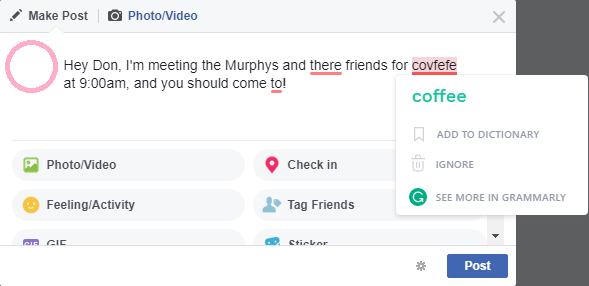 Make Post Photo/Video
Hey Don, I'm meeting the Murphys and there friends for covfefe
at 9:00am, and you should come to!
coffee
ADD TO DICTIONARY
IGNORE
SEE MORE IN GRAMMARLY
Photo/Video Check in
Feeling/Activity Tag Friends
GIF Sticker
Post